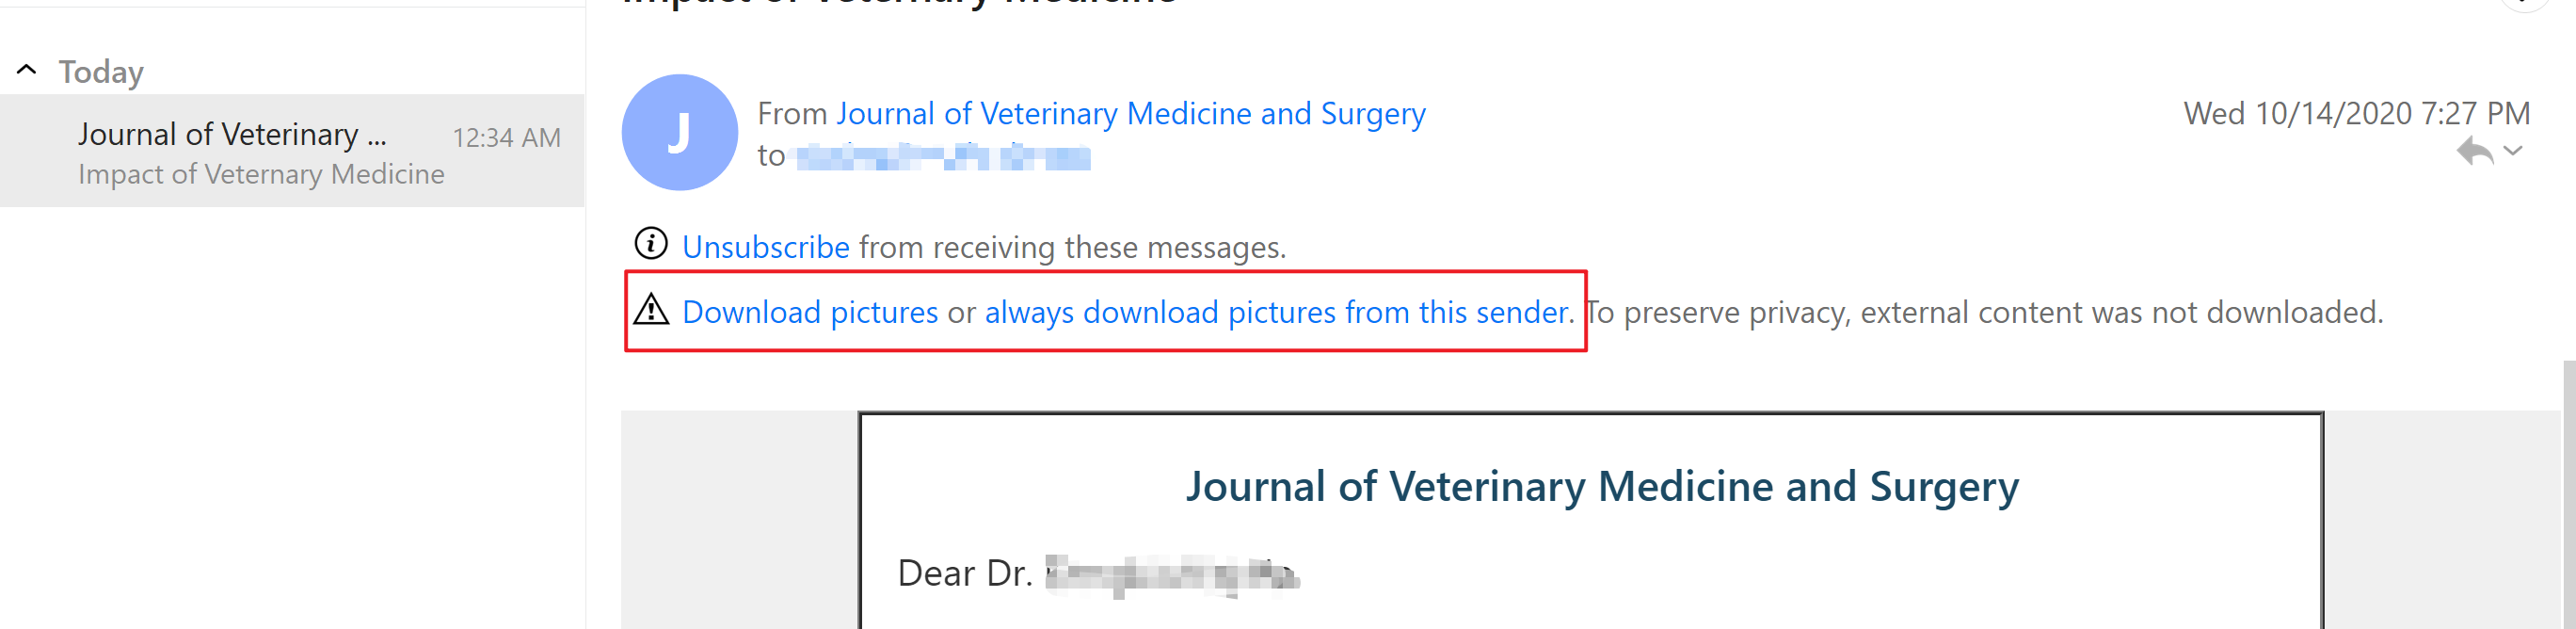 Impact of Veternary Medicine
Today
Journal of Veterinary ... 12:34 AM
Impact of Veternary Medicine
J
From Journal of Veterinary Medicine and Surgery
Wed 10/14/2020 7:27 PM
to
Unsubscribe from receiving these messages.
Download pictures or always download pictures from this sender. To preserve privacy, external content was not downloaded.
Journal of Veterinary Medicine and Surgery
Dear Dr.